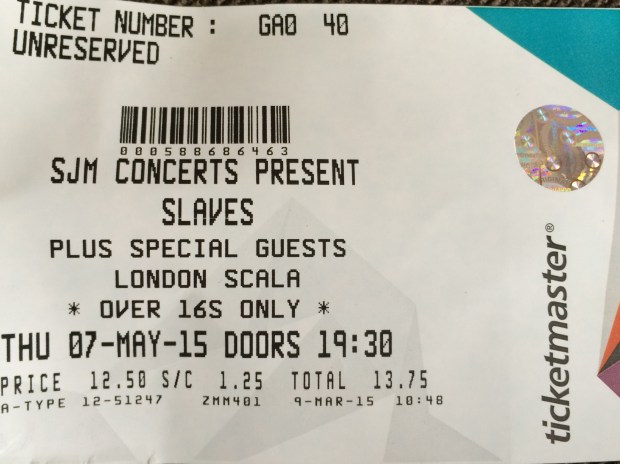 TICKET NUMBER : GA0 40
UNRESERVED
000588686463
SJM CONCERTS PRESENT
SLAVES
PLUS SPECIAL GUESTS
LONDON SCALA
* OVER 16S ONLY *
THU 07-MAY-15 DOORS 19:30
PRICE 12.50 S/C 1.25 TOTAL 13.75
A-TYPE 12-51247 ZMM401 9-MAR-15 10:48
ticketmaster®